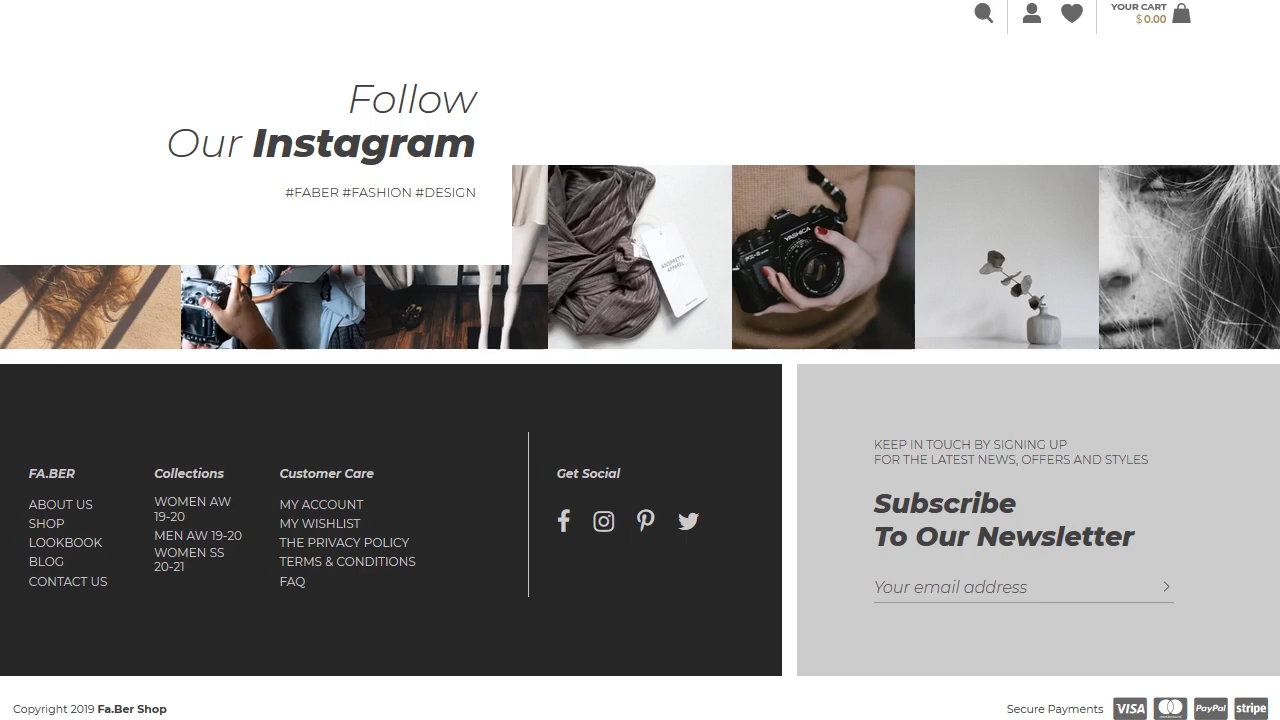 YOUR CART
$ 0.00
Follow
Our Instagram
#FABER #FASHION #DESIGN
YASHICA
FA.BER
ABOUT US
SHOP
LOOKBOOK
BLOG
CONTACT US
Collections
WOMEN AW
19-20
MEN AW 19-20
WOMEN SS
20-21
Customer Care
MY ACCOUNT
MY WISHLIST
THE PRIVACY POLICY
TERMS & CONDITIONS
FAQ
Get Social
KEEP IN TOUCH BY SIGNING UP
FOR THE LATEST NEWS, OFFERS AND STYLES
Subscribe
To Our Newsletter
Your email address
Copyright 2019 Fa.Ber Shop
Secure Payments
VISA
PayPal
stripe